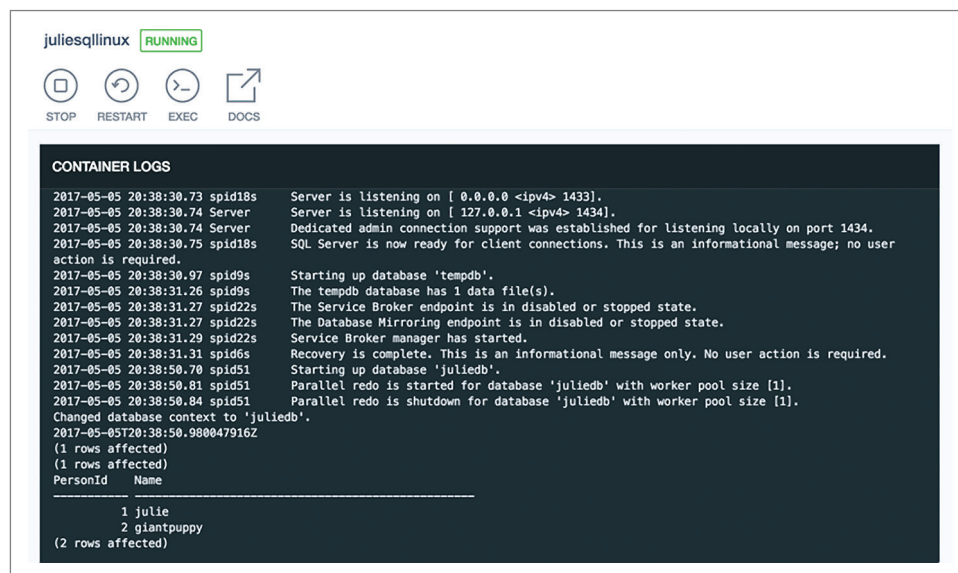 juliesqllinux RUNNING
STOP RESTART EXEC DOCS
CONTAINER LOGS
2017-05-05 20:38:30.73 spid18s Server is listening on [ 0.0.0.0 <ipv4> 1433].
2017-05-05 20:38:30.74 Server Server is listening on [ 127.0.0.1 <ipv4> 1434].
2017-05-05 20:38:30.74 Server Dedicated admin connection support was established for listening locally on port 1434.
2017-05-05 20:38:30.75 spid18s SQL Server is now ready for client connections. This is an informational message; no user
action is required.
2017-05-05 20:38:30.97 spid9s Starting up database 'tempdb'.
2017-05-05 20:38:31.26 spid9s The tempdb database has 1 data file(s).
2017-05-05 20:38:31.27 spid22s The Service Broker endpoint is in disabled or stopped state.
2017-05-05 20:38:31.27 spid22s The Database Mirroring endpoint is in disabled or stopped state.
2017-05-05 20:38:31.29 spid22s Service Broker manager has started.
2017-05-05 20:38:31.31 spid6s Recovery is complete. This is an informational message only. No user action is required.
2017-05-05 20:38:50.70 spid51 Starting up database 'juliedb'.
2017-05-05 20:38:50.81 spid51 Parallel redo is started for database 'juliedb' with worker pool size [1].
2017-05-05 20:38:50.84 spid51 Parallel redo is shutdown for database 'juliedb' with worker pool size [1].
Changed database context to 'juliedb'.
2017-05-05T20:38:50.980047916Z
(1 rows affected)
(1 rows affected)
PersonId Name
----------- --------------------------------------------------
1 julie
2 giantpuppy
(2 rows affected)